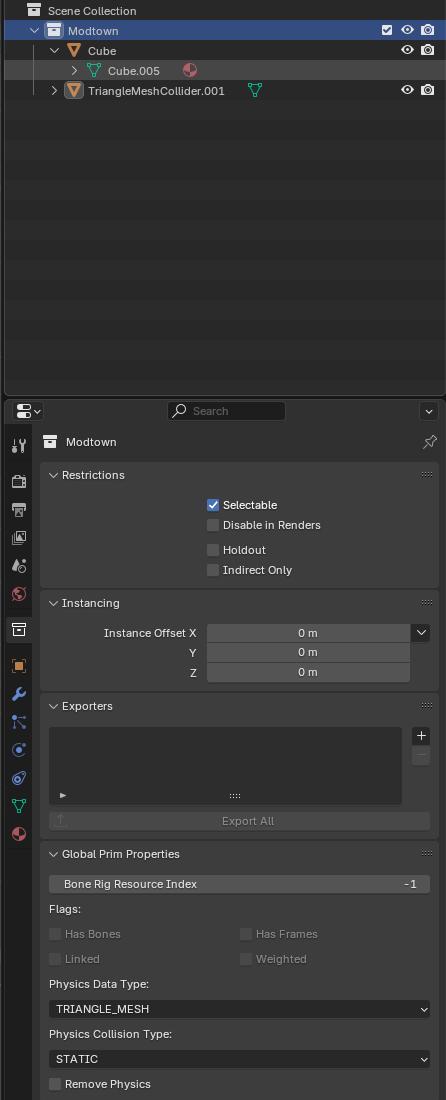 Scene Collection
Modtown
Cube
Cube.005
TriangleMeshCollider.001
Search
Modtown
Restrictions
Selectable
Disable in Renders
Holdout
Indirect Only
Instancing
Instance Offset X 0 m
Y 0 m
Z 0 m
Exporters
Export All
Global Prim Properties
Bone Rig Resource Index -1
Flags:
Has Bones Has Frames
Linked Weighted
Physics Data Type:
TRIANGLE_MESH
Physics Collision Type:
STATIC
Remove Physics